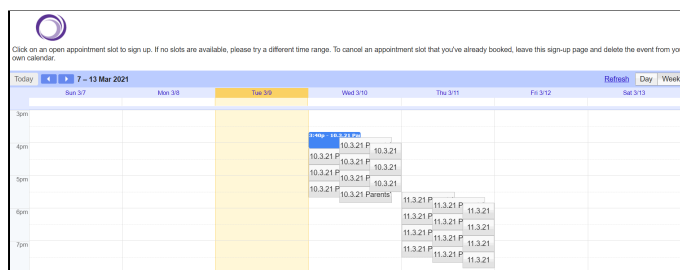 Click on an open appointment slot to sign up. If no slots are available, please try a different time range. To cancel an appointment slot that you've already booked, leave this sign-up page and delete the event from you
own calendar.
Today 7 – 13 Mar 2021 Refresh Day Week
Sun 3/7 Mon 3/8 Tue 3/9 Wed 3/10 Thu 3/11 Fri 3/12 Sat 3/13
3pm
3:40p - 10.3.21 Par
10.3.21 P
4pm
10.3.21
10.3.21 P
10.3.21 P
10.3.21
10.3.21 P
10.3.21 P
5pm
10.3.21
10.3.21 P
10.3.21 Parents'
11.3.21 P
11.3.21 P
6pm
11.3.21
11.3.21 P
11.3.21 P
11.3.21
11.3.21 P
11.3.21 P
7pm
11.3.21
11.3.21 P
11.3.21 P
11.3.21